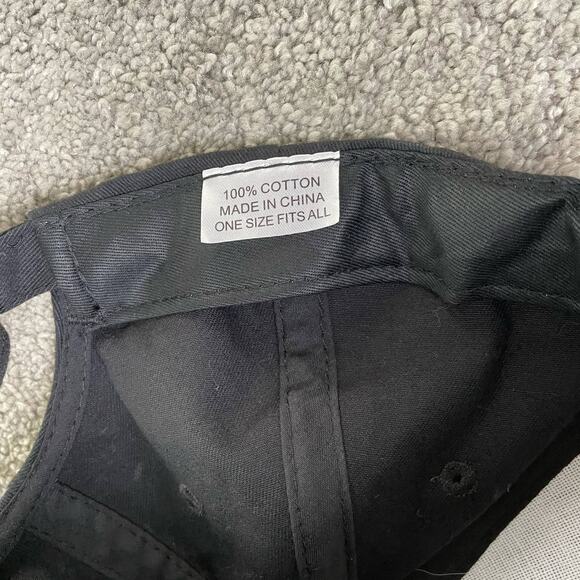 100% COTTON
MADE IN CHINA
ONE SIZE FITS ALL